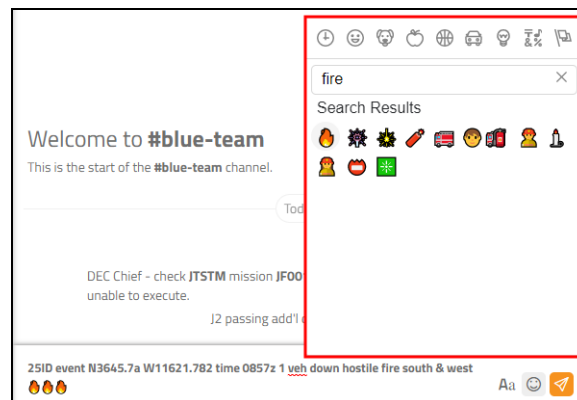 fire
Search Results
Welcome to #blue-team
This is the start of the #blue-team channel.
DEC Chief - check JTSTM mission JF00
unable to execute.
J2 passing add'l
25ID event N3645.7a W11621.782 time 0857z 1 veh down hostile fire south & west
🔥🔥🔥
Aa